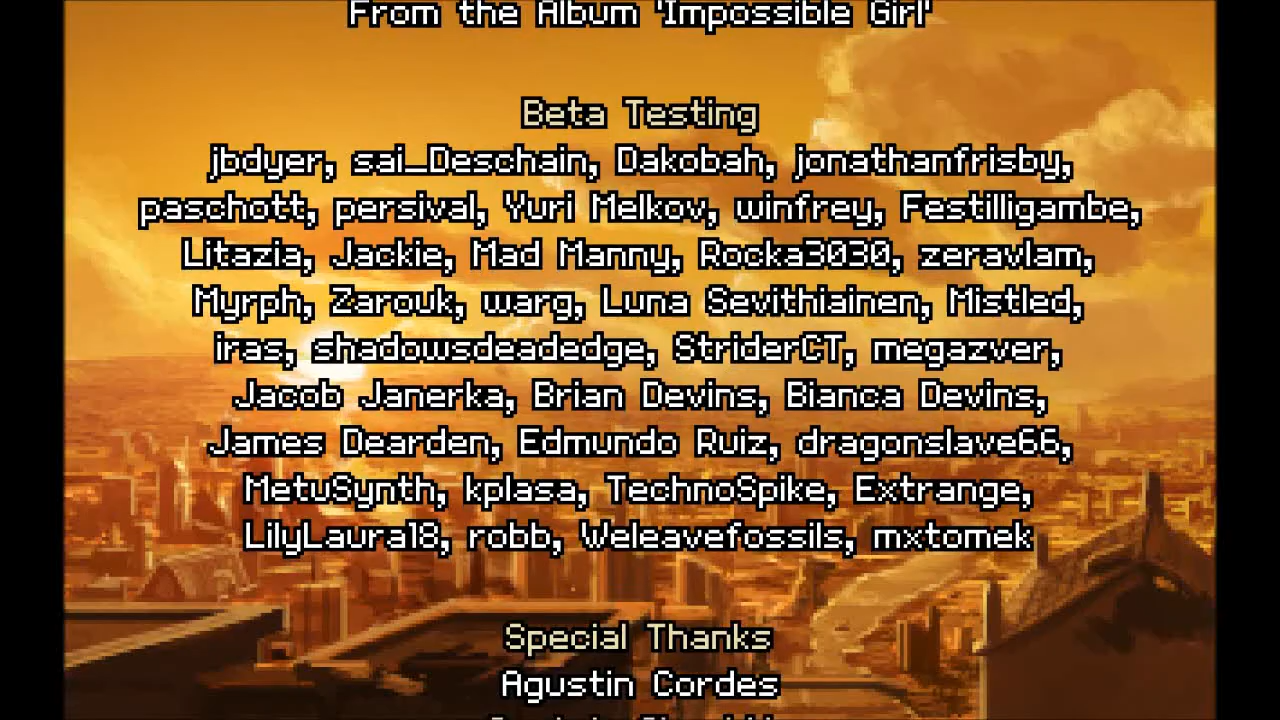 From the Album 'Impossible Girl'
Beta Testing
jbdyer, sai_Deschain, Dakobah, jonathanfrisby,
paschott, persival, Yuri Melkov, winfrey, Festilligambe,
Litazia, Jackie, Mad Manny, Rocka3030, zeravlam,
Myrph, Zarouk, warg, Luna Sevithiainen, Mistled,
iras, shadowsdeadedge, StriderCT, megazver,
Jacob Janerka, Brian Devins, Bianca Devins,
James Dearden, Edmundo Ruiz, dragonslave66,
MetuSynth, kplasa, TechnoSpike, Extrange,
LilyLaura18, robb, Weleavefossils, mxtomek
Special Thanks
Agustin Cordes